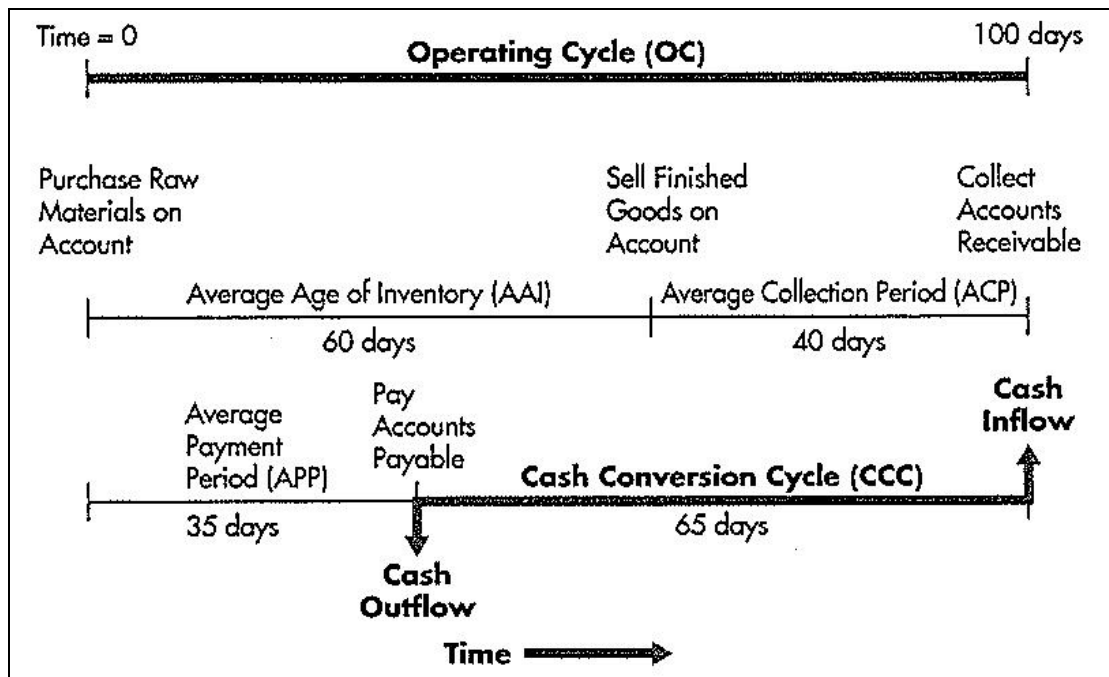 Time = 0
100 days
Operating Cycle (OC)
Purchase Raw
Materials on
Account
Sell Finished
Goods on
Account
Collect
Accounts
Receivable
Average Age of Inventory (AAI)
Average Collection Period (ACP)
60 days
40 days
Average
Payment
Period (APP)
Pay
Accounts
Payable
Cash
Inflow
Cash Conversion Cycle (CCC)
35 days
65 days
Cash
Outflow
Time